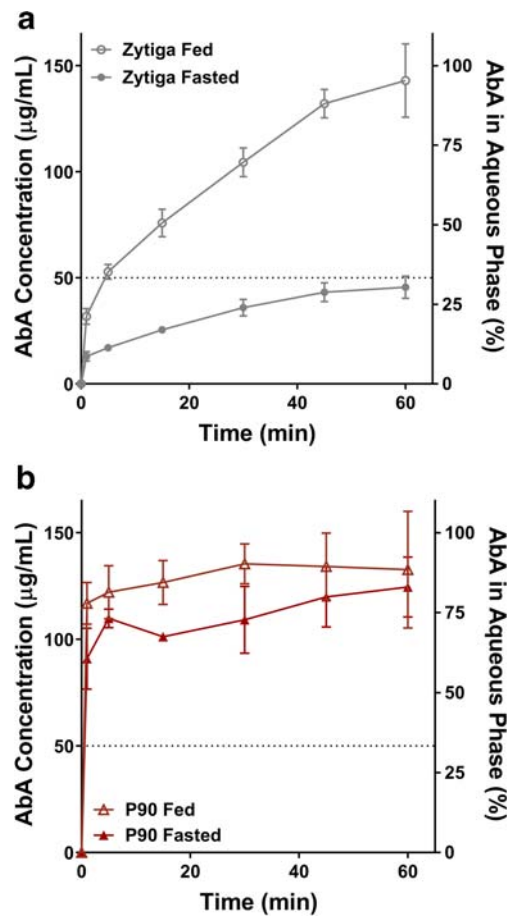 a
Zytiga Fed
Zytiga Fasted
AbA Concentration (μg/mL)
150
100
50
0
AbA in Aqueous Phase (%)
100
75
50
25
0
0
20
40
60
Time (min)
b
AbA Concentration (μg/mL)
150
100
50
0
AbA in Aqueous Phase (%)
100
75
50
25
0
P90 Fed
P90 Fasted
0
20
40
60
Time (min)